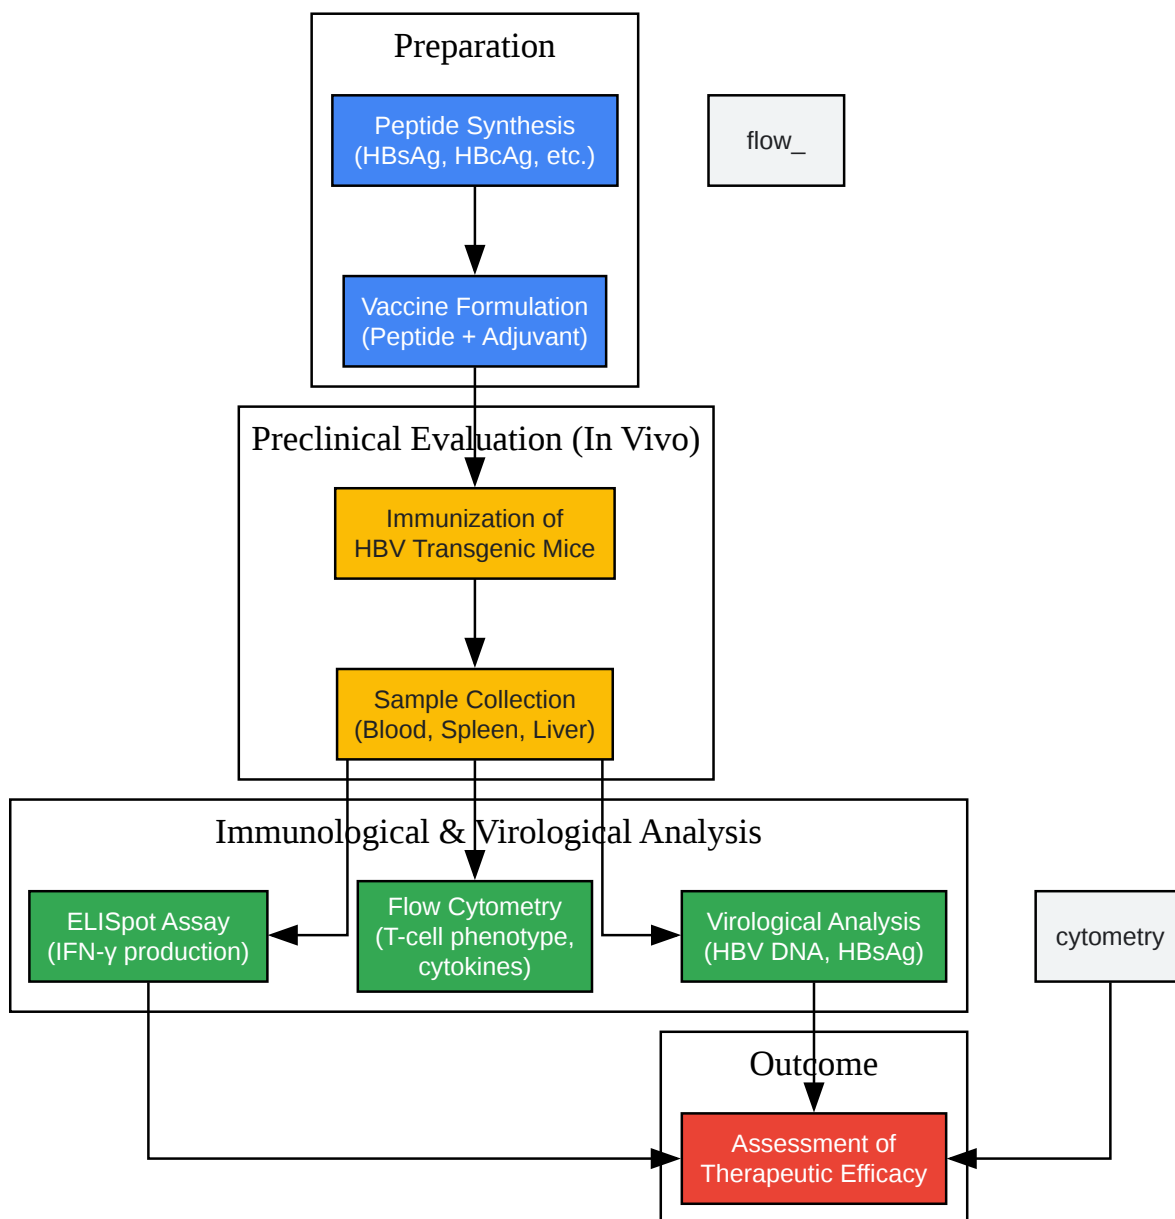 Preparation
Peptide Synthesis
(HBsAg, HBcAg, etc.)
flow_
Vaccine Formulation
(Peptide + Adjuvant)
Preclinical Evaluation (In Vivo)
Immunization of
HBV Transgenic Mice
Sample Collection
(Blood, Spleen, Liver)
Immunological & Virological Analysis
ELISpot Assay
(IFN-γ production)
Flow Cytometry
(T-cell phenotype,
cytokines)
Virological Analysis
(HBV DNA, HBsAg)
cytometry
Outcome
Assessment of
Therapeutic Efficacy